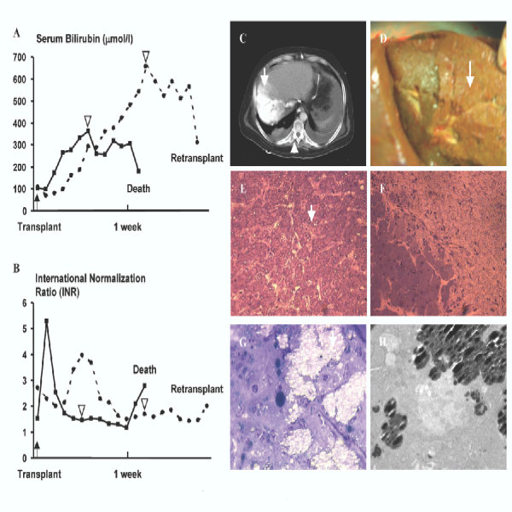 A
Serum Bilirubin (µmol/l)
700
600
500
400
300
200
100
0
Retransplant
Death
Transplant
1 week
B
International Normalization
Ratio (INR)
6
5
4
3
2
1
0
Death
Retransplant
Transplant
1 week
C
D
E
F
G
H